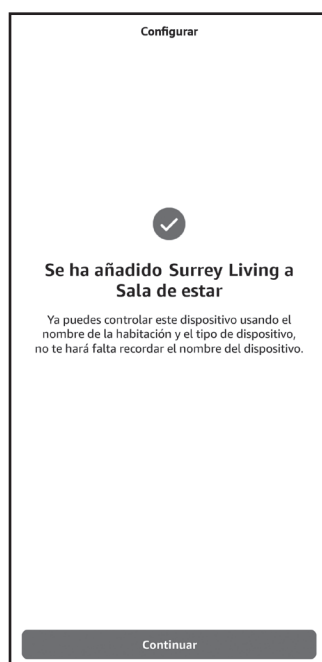 Configurar
Se ha añadido Surrey Living a
Sala de estar
Ya puedes controlar este dispositivo usando el
nombre de la habitación y el tipo de dispositivo,
no te hará falta recordar el nombre del dispositivo.
Continuar